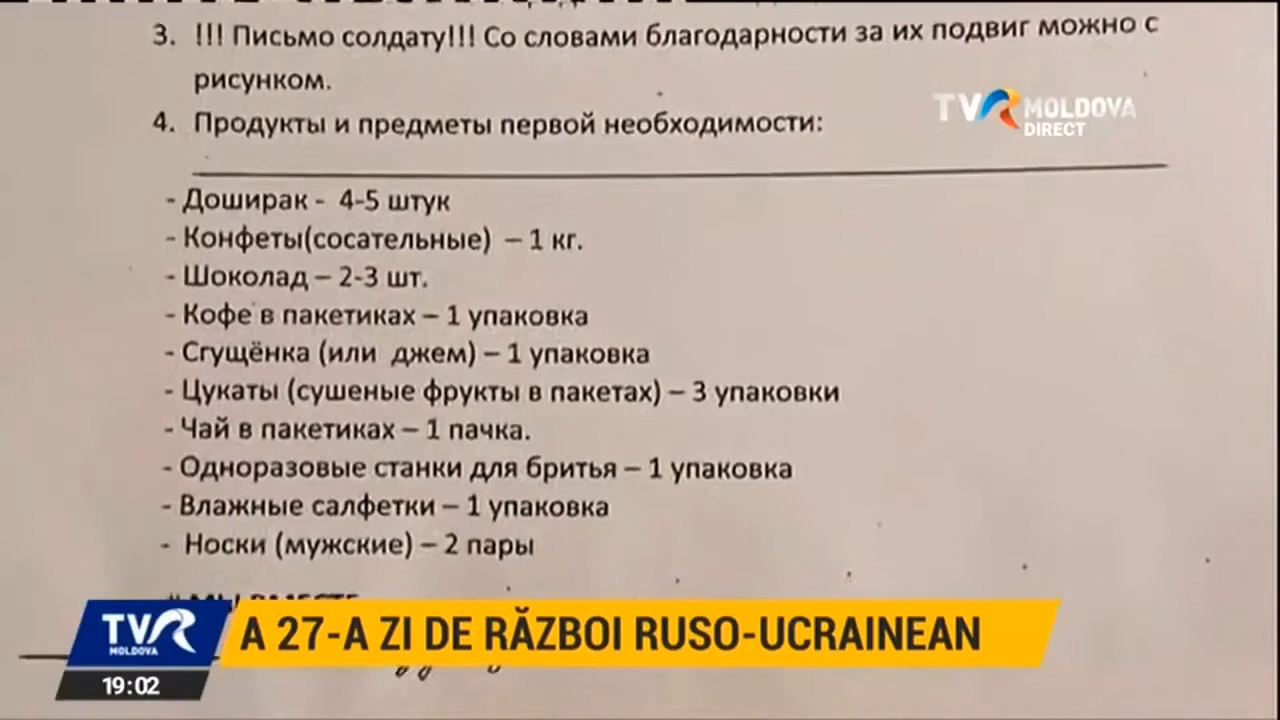 3. !!! Письмо солдату!!! Со словами благодарности за их подвиг можно с
рисунком.
4. Продукты и предметы первой необходимости:
- Доширак - 4-5 штук
- Конфеты(сосательные) – 1 кг.
- Шоколад – 2-3 шт.
- Кофе в пакетиках – 1 упаковка
- Сгущёнка (или джем) – 1 упаковка
- Цукаты (сушеные фрукты в пакетах) – 3 упаковки
- Чай в пакетиках – 1 пачка.
- Одноразовые станки для бритья – 1 упаковка
- Влажные салфетки – 1 упаковка
- Носки (мужские) – 2 пары
TVR MOLDOVA
DIRECT
TVR
MOLDOVA
A 27-A ZI DE RĂZBOI RUSO-UCRAINEAN
19:02